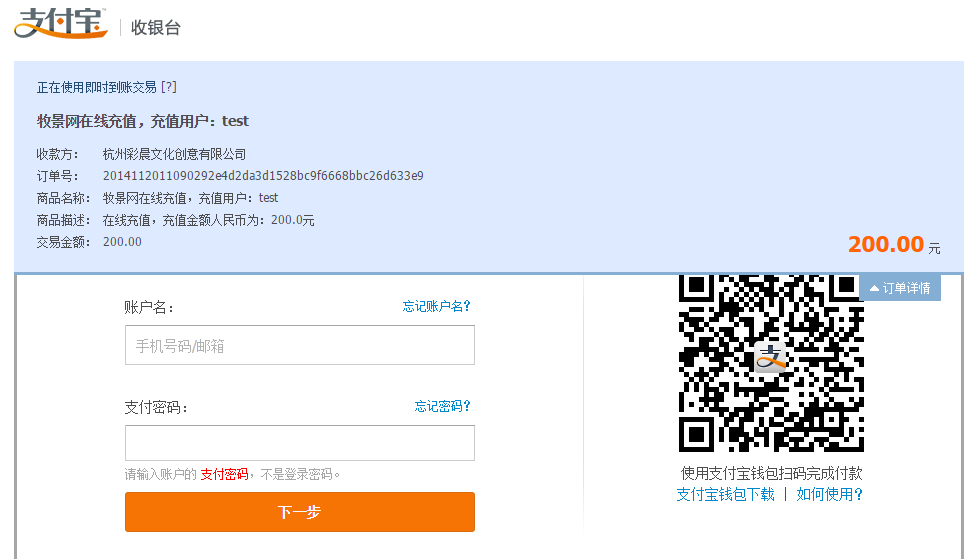 支付宝™ | 收银台
正在使用即时到账交易 [?]
牧景网在线充值，充值用户：test
收款方： 杭州彩晨文化创意有限公司
订单号： 2014112011090292e4d2da3d1528bc9f6668bbc26d633e9
商品名称： 牧景网在线充值，充值用户：test
商品描述： 在线充值，充值金额人民币为：200.0元
交易金额： 200.00
200.00 元
订单详情
账户名： 忘记账户名?
手机号码/邮箱
支付密码： 忘记密码?
请输入账户的 支付密码，不是登录密码。
下一步
支
使用支付宝钱包扫码完成付款
支付宝钱包下载 | 如何使用?